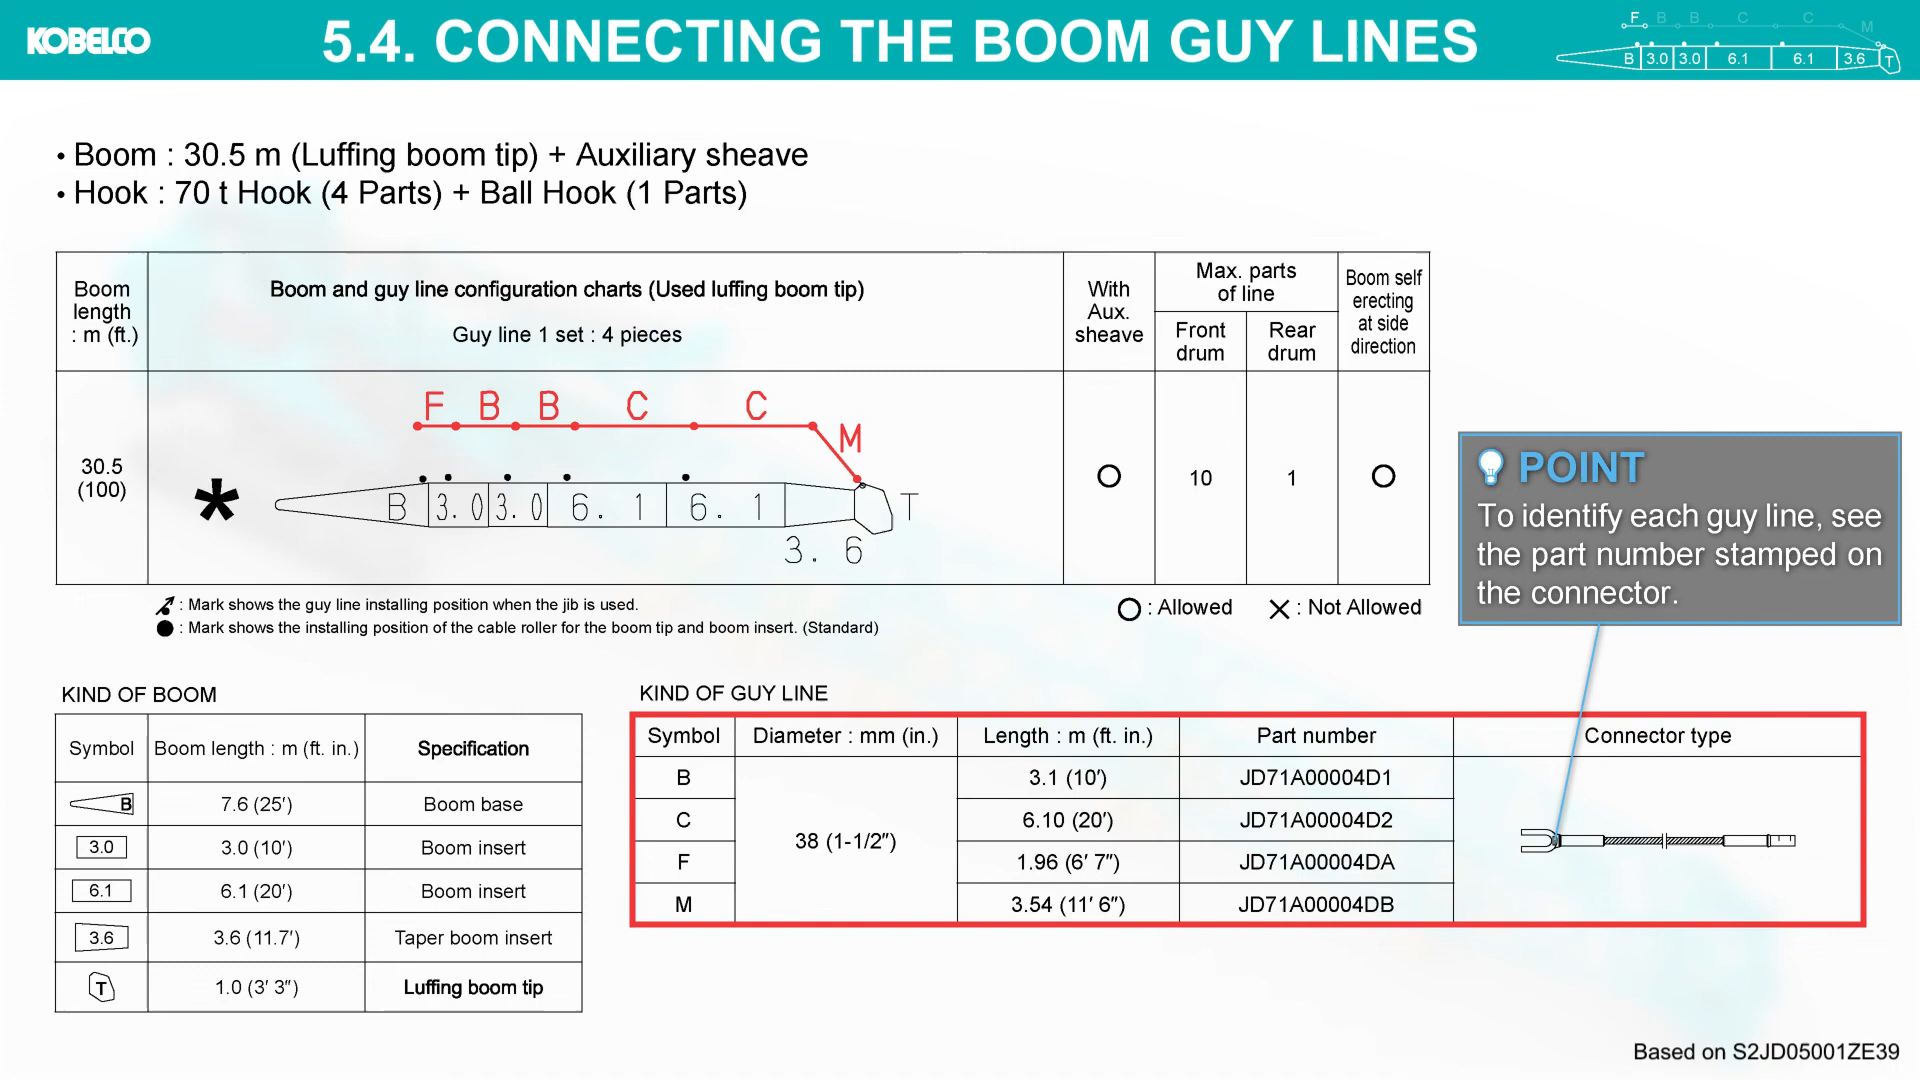 KOBELCO
5.4. CONNECTING THE BOOM GUY LINES
F B B C C M
B 3.0 3.0 6.1 6.1 3.6 T
• Boom : 30.5 m (Luffing boom tip) + Auxiliary sheave
• Hook : 70 t Hook (4 Parts) + Ball Hook (1 Parts)
Boom
length
: m (ft.)
Boom and guy line configuration charts (Used luffing boom tip)
Guy line 1 set : 4 pieces
With
Aux.
sheave
Max. parts
of line
Front
drum
Rear
drum
Boom self
erecting
at side
direction
30.5
(100)
F B B C C
M
* B 3.0 3.0 6.1 6.1 T
3.6
10
1
: Mark shows the guy line installing position when the jib is used.
: Mark shows the installing position of the cable roller for the boom tip and boom insert. (Standard)
: Allowed
: Not Allowed
POINT
To identify each guy line, see
the part number stamped on
the connector.
KIND OF BOOM
Symbol Boom length : m (ft. in.) Specification
B 7.6 (25′) Boom base
3.0 3.0 (10′) Boom insert
6.1 6.1 (20′) Boom insert
3.6 3.6 (11.7′) Taper boom insert
T 1.0 (3′ 3″) Luffing boom tip
KIND OF GUY LINE
Symbol Diameter : mm (in.) Length : m (ft. in.) Part number Connector type
B 3.1 (10′) JD71A00004D1
C 6.10 (20′) JD71A00004D2
38 (1-1/2″)
F 1.96 (6′ 7″) JD71A00004DA
M 3.54 (11′ 6″) JD71A00004DB
Based on S2JD05001ZE39